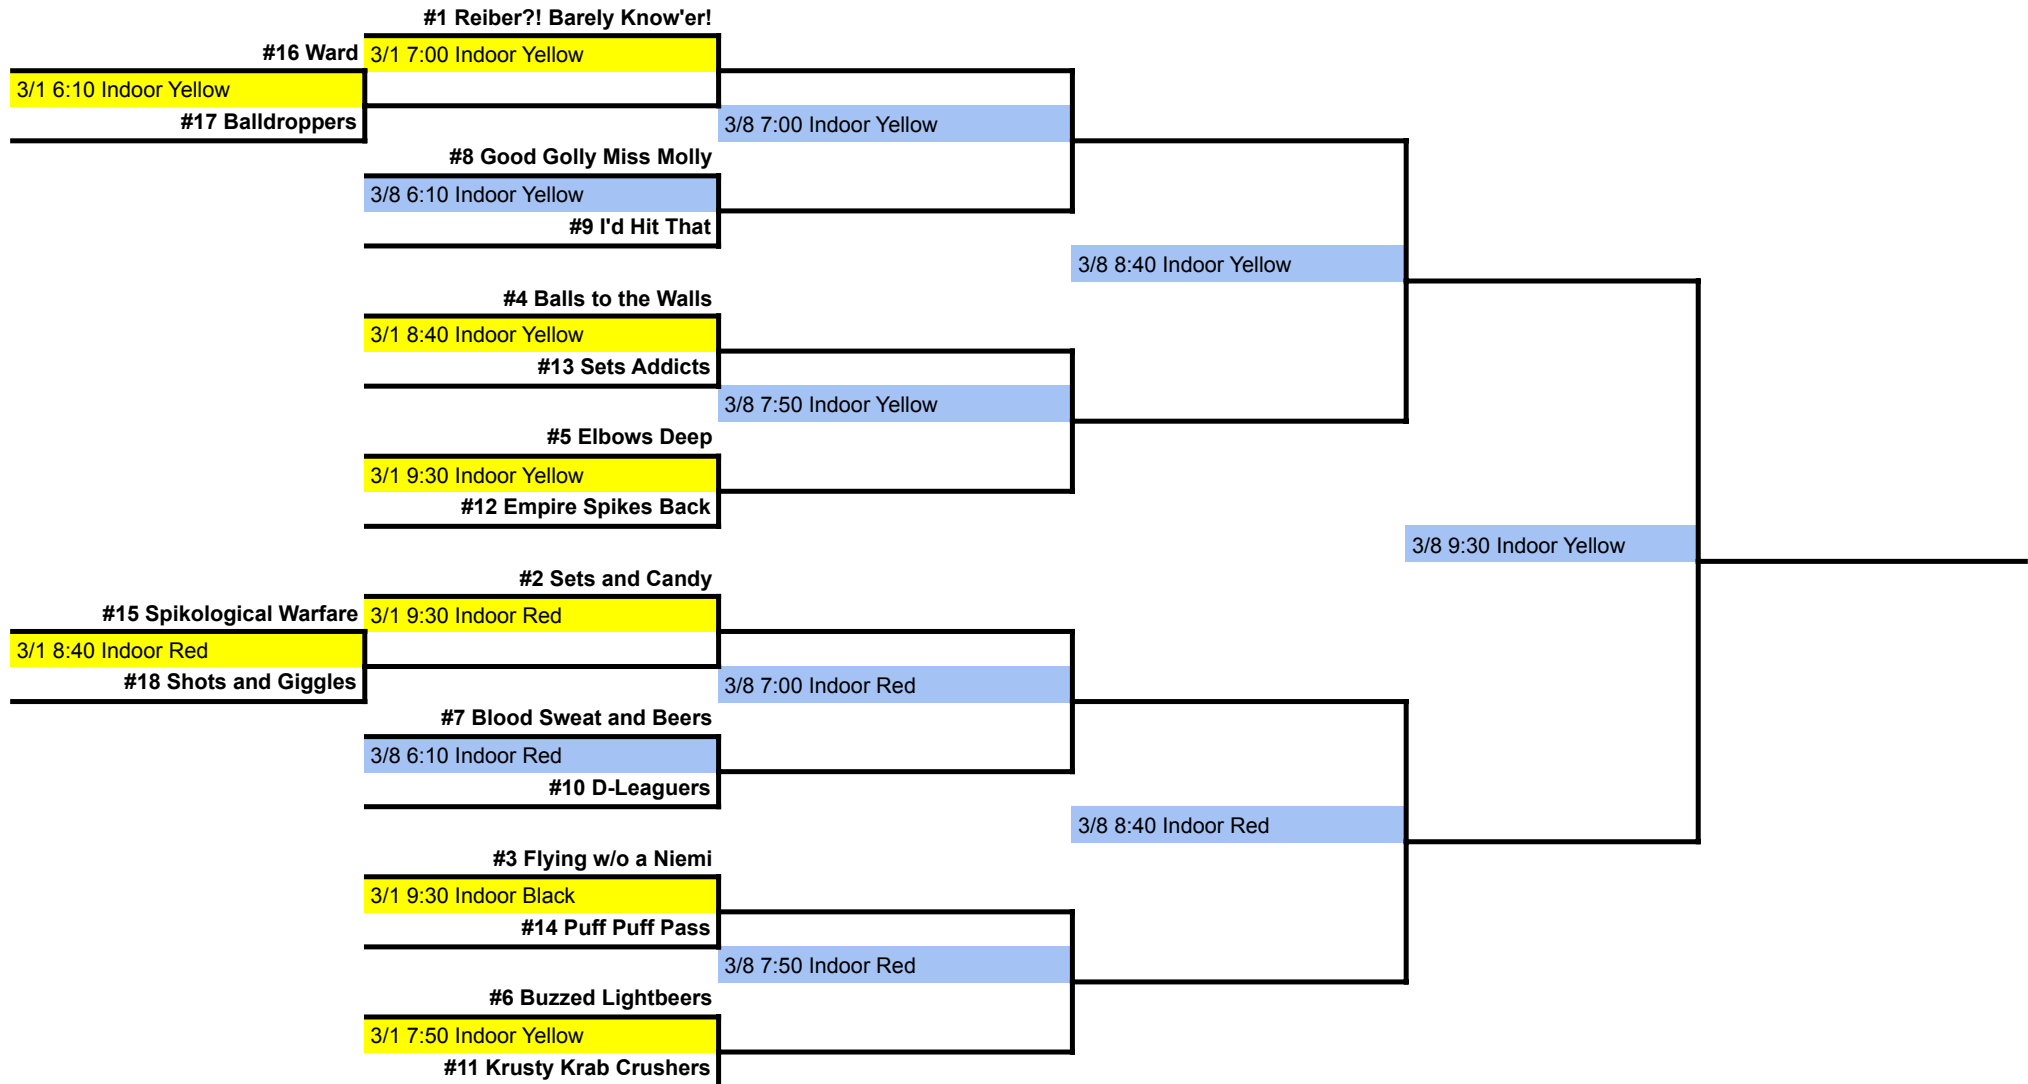 #1 Reiber?! Barely Know'er!
#16 Ward
3/1 7:00 Indoor Yellow
3/1 6:10 Indoor Yellow
#17 Balldroppers
3/8 7:00 Indoor Yellow
#8 Good Golly Miss Molly
3/8 6:10 Indoor Yellow
#9 I'd Hit That
3/8 8:40 Indoor Yellow
#4 Balls to the Walls
3/1 8:40 Indoor Yellow
#13 Sets Addicts
3/8 7:50 Indoor Yellow
#5 Elbows Deep
3/1 9:30 Indoor Yellow
#12 Empire Spikes Back
3/8 9:30 Indoor Yellow
#2 Sets and Candy
#15 Spikological Warfare
3/1 9:30 Indoor Red
3/1 8:40 Indoor Red
#18 Shots and Giggles
3/8 7:00 Indoor Red
#7 Blood Sweat and Beers
3/8 6:10 Indoor Red
#10 D-Leaguers
3/8 8:40 Indoor Red
#3 Flying w/o a Niemi
3/1 9:30 Indoor Black
#14 Puff Puff Pass
3/8 7:50 Indoor Red
#6 Buzzed Lightbeers
3/1 7:50 Indoor Yellow
#11 Krusty Krab Crushers